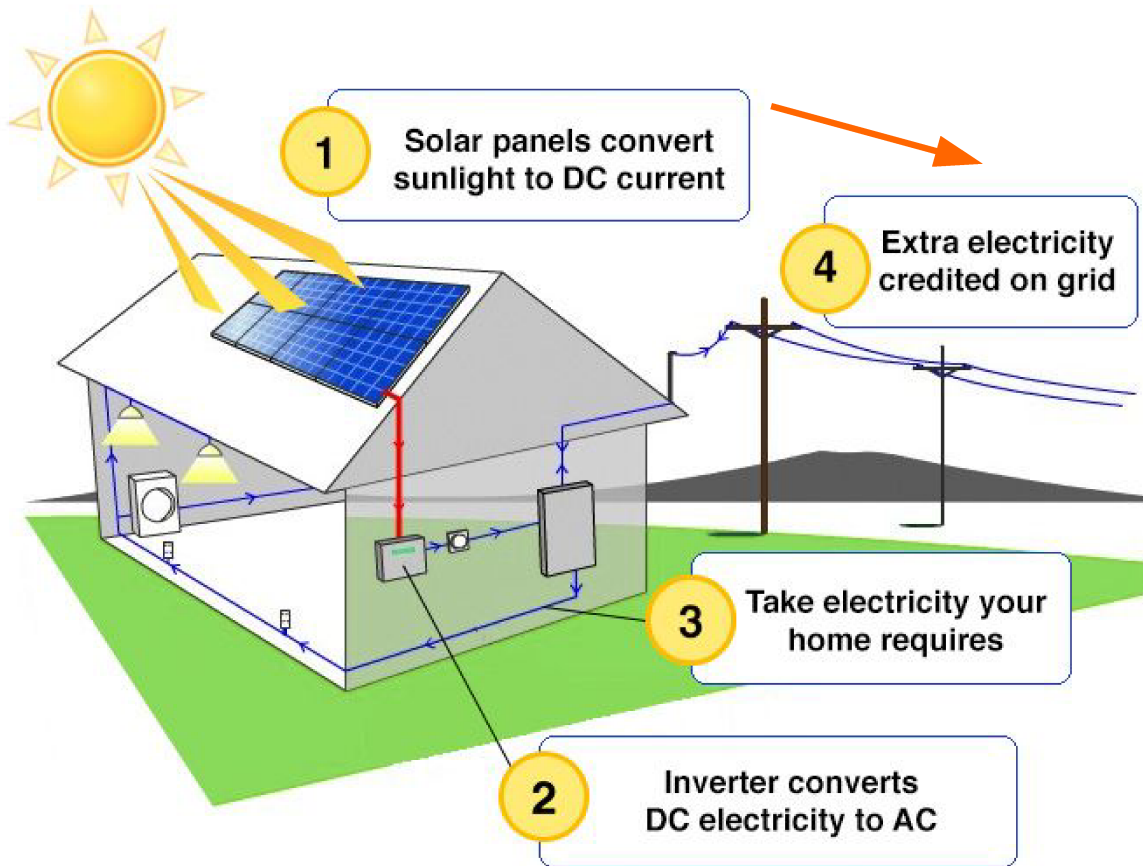 1
Solar panels convert
sunlight to DC current
4
Extra electricity
credited on grid
3
Take electricity your
home requires
2
Inverter converts
DC electricity to AC